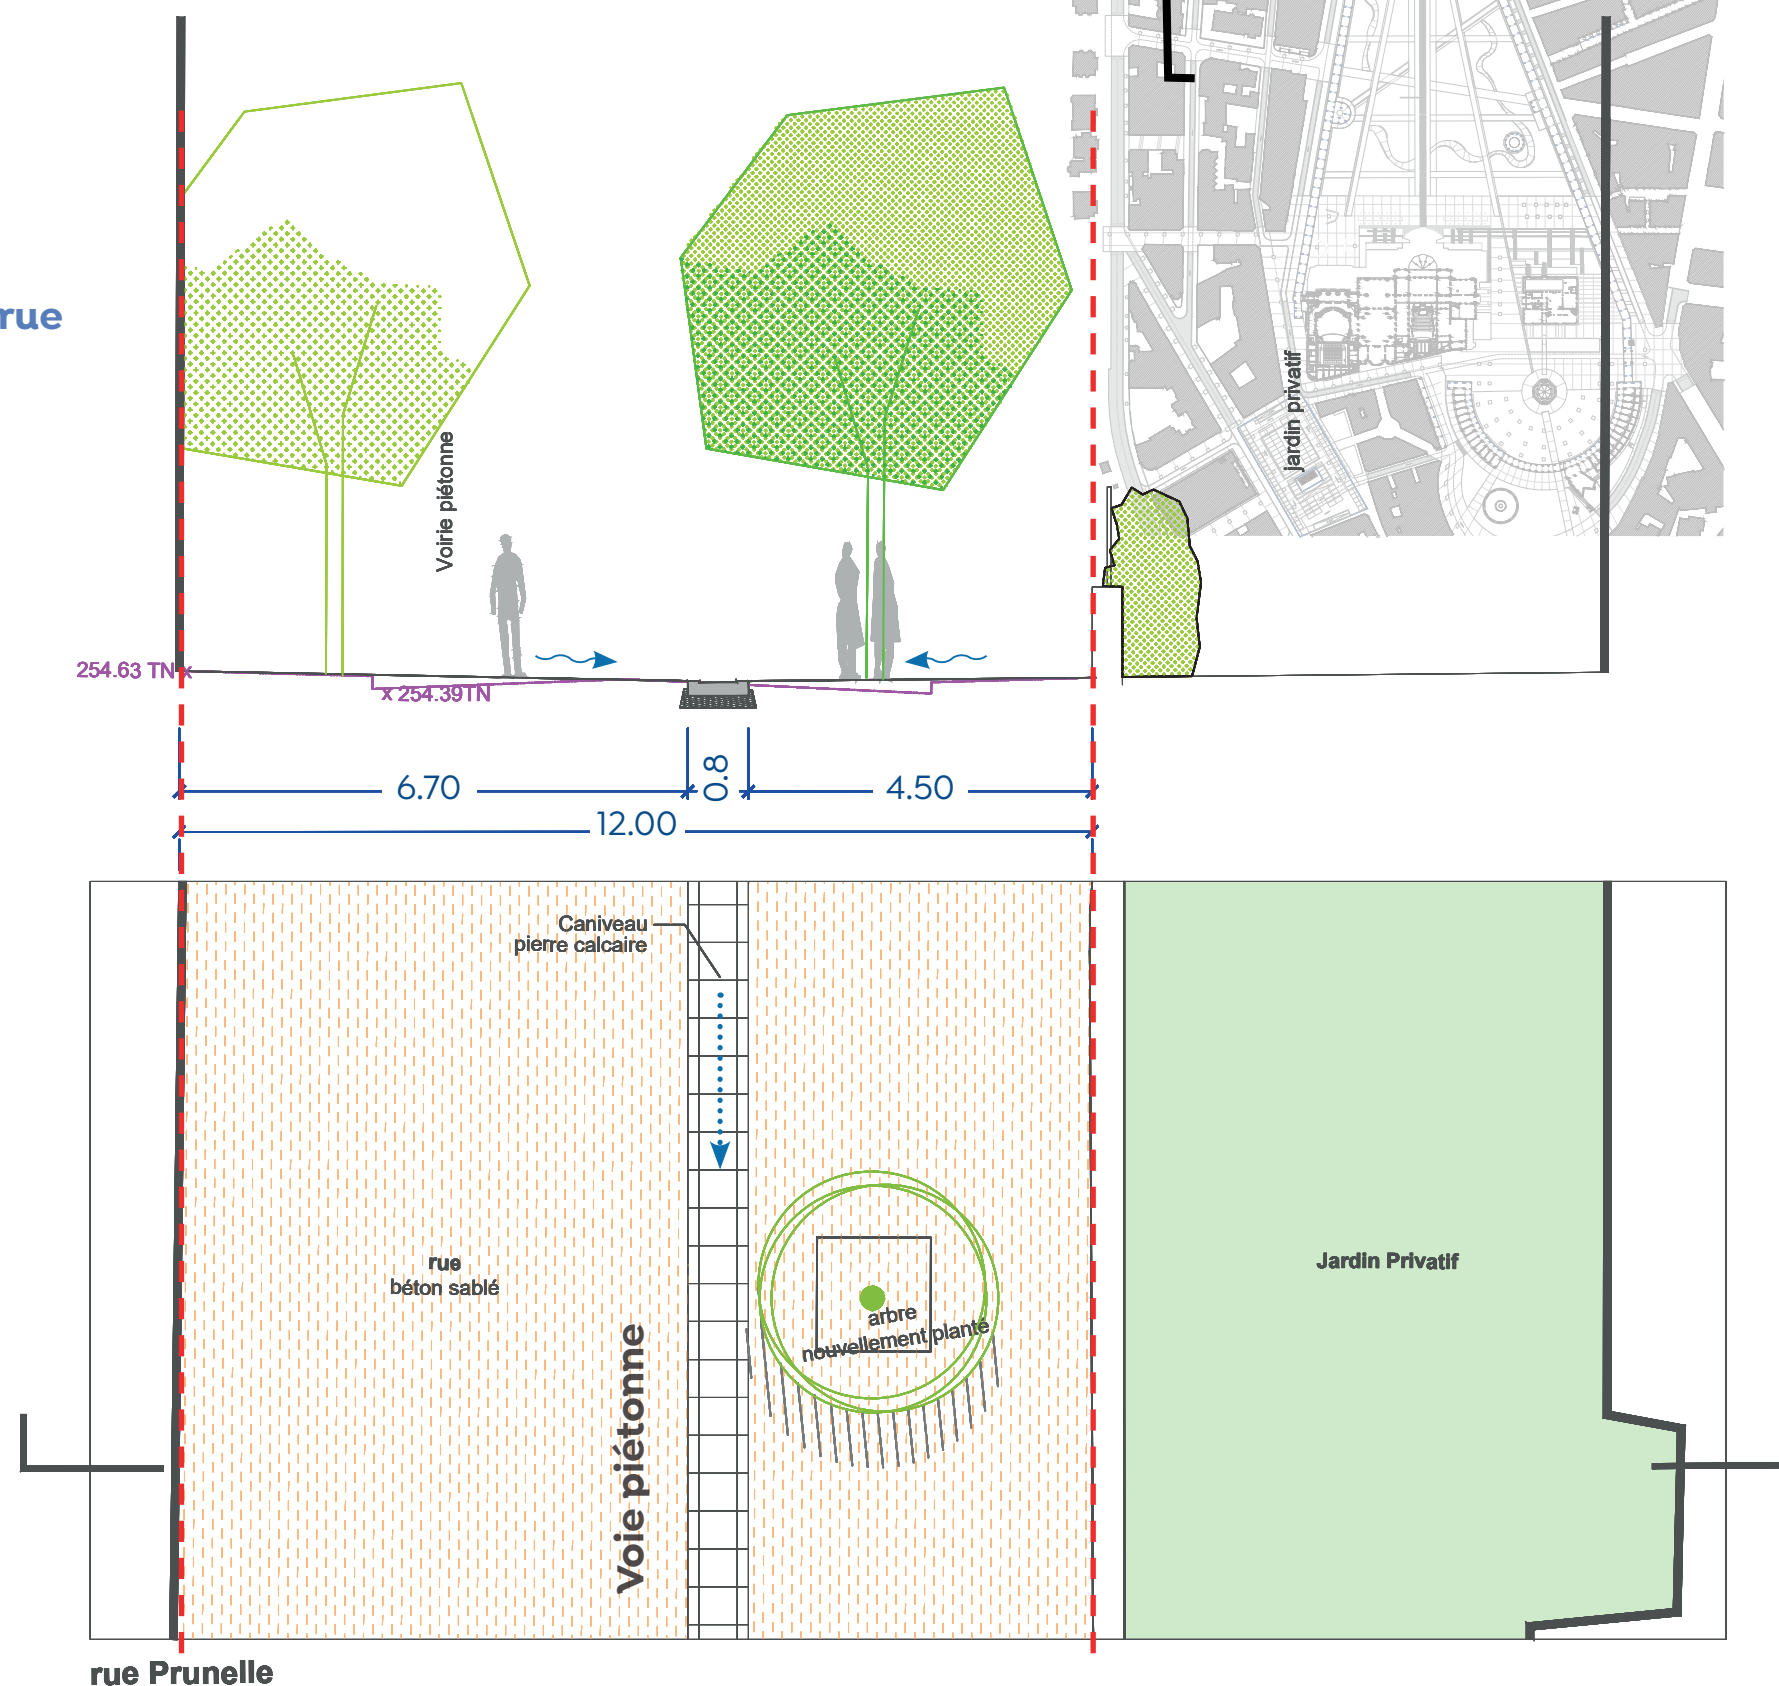 rue
Voirie piétonne
jardin privatif
254.63 TN x
x 254.39TN
6.70
0.8
4.50
12.00
Caniveau
pierre calcaire
rue
béton sablé
Voie piétonne
arbre
nouvellement planté
Jardin Privatif
rue Prunelle